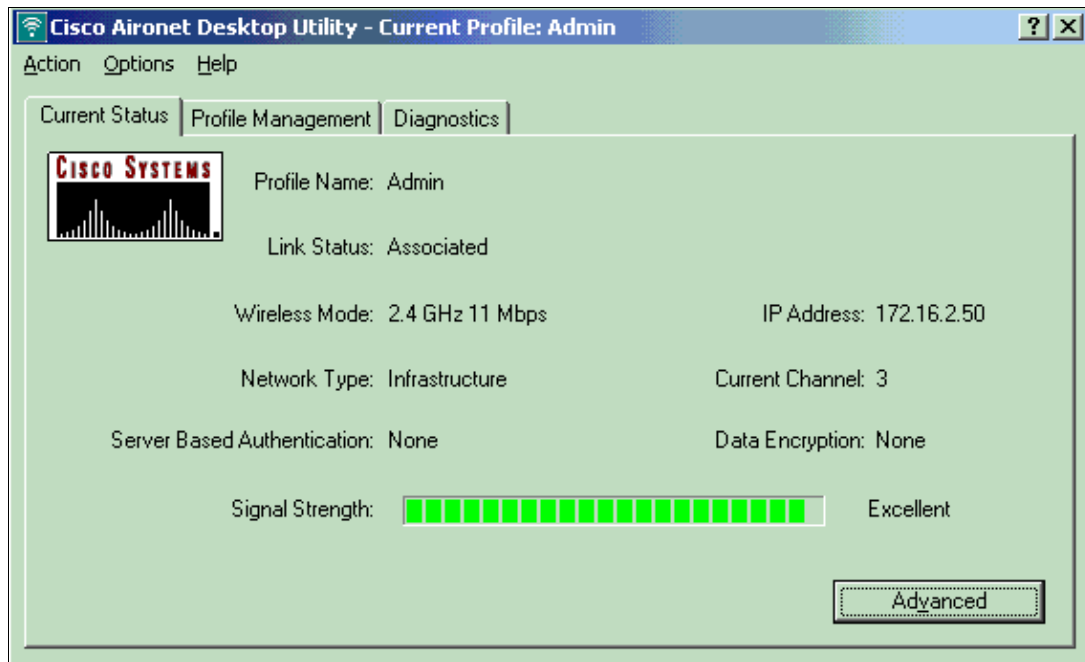 Cisco Aironet Desktop Utility - Current Profile: Admin
Action Options Help
Current Status Profile Management Diagnostics
CISCO SYSTEMS
Profile Name: Admin
Link Status: Associated
Wireless Mode: 2.4 GHz 11 Mbps IP Address: 172.16.2.50
Network Type: Infrastructure Current Channel: 3
Server Based Authentication: None Data Encryption: None
Signal Strength: Excellent
Advanced